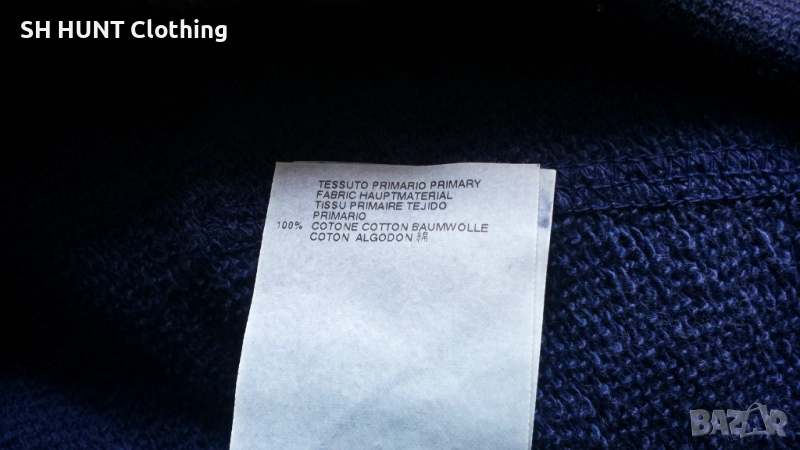 SH HUNT Clothing
TESSUTO PRIMARIO PRIMARY
FABRIC HAUPTMATERIAL
TISSU PRIMAIRE TEJIDO
PRIMARIO
100% COTONE COTTON BAUMWOLLE
COTON ALGODON 綿
BAZAR